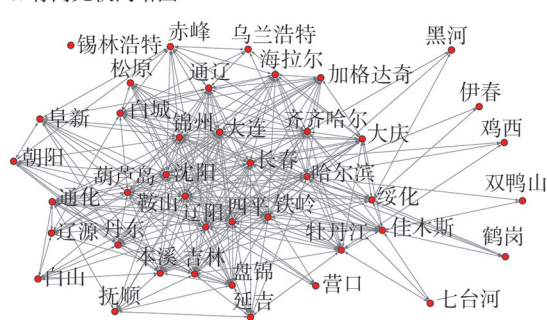 赤峰
乌兰浩特
黑河
锡林浩特
松原
通辽
海拉尔
加格达奇
伊春
阜新
白城
锦州
大连
齐齐哈尔
大庆
鸡西
朝阳
葫芦岛
沈阳
长春
哈尔滨
双鸭山
通化
鞍山
辽阳
四平
铁岭
绥化
辽源
丹东
牡丹江
佳木斯
鹤岗
白山
本溪
吉林
盘锦
营口
七台河
抚顺
延吉